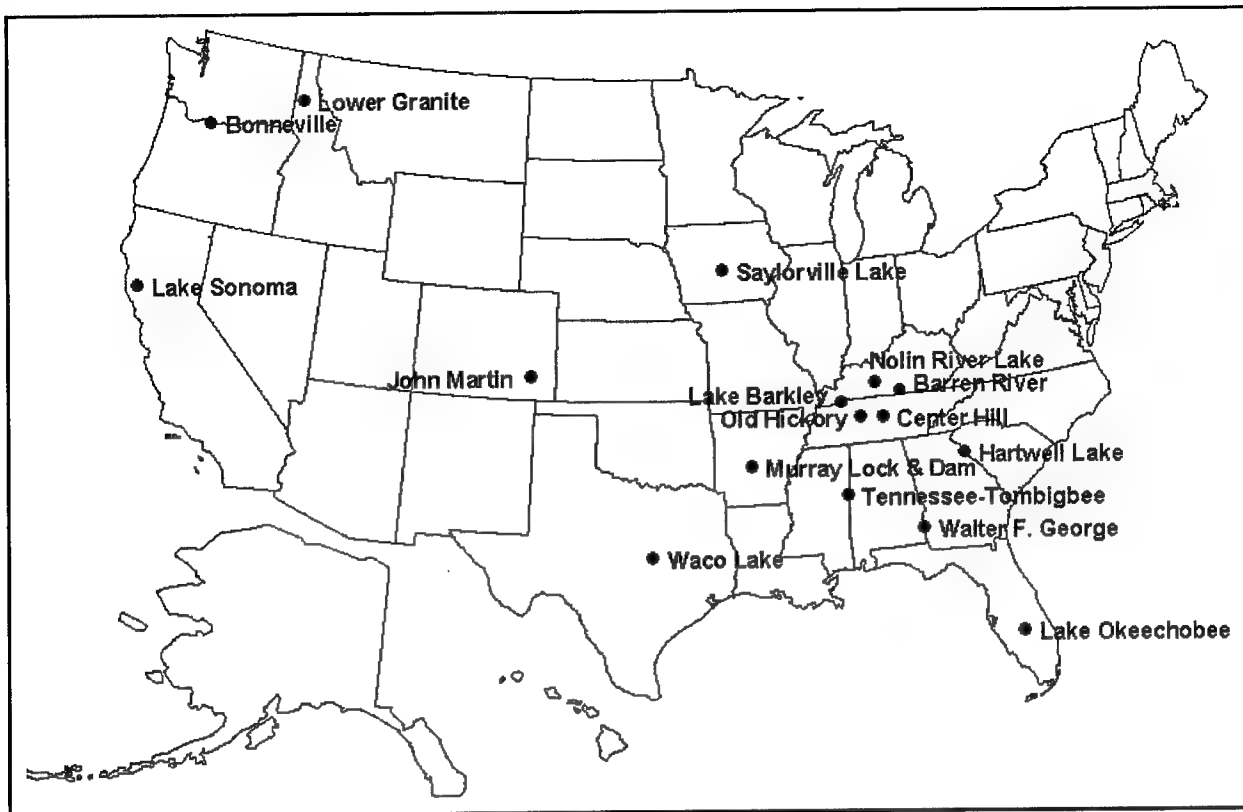 Lower Granite
Bonneville
Saylorville Lake
Lake Sonoma
Nolin River Lake
John Martin
Barren River
Lake Barkley
Old Hickory
Center Hill
Hartwell Lake
Murray Lock & Dam
Tennessee-Tombigbee
Walter F. George
Waco Lake
Lake Okeechobee